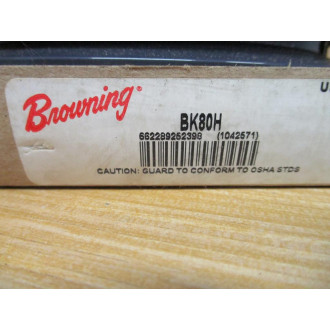 U
Browning
BK80H
662289252398 (1042571)
CAUTION: GUARD TO CONFORM TO OSHA STDS